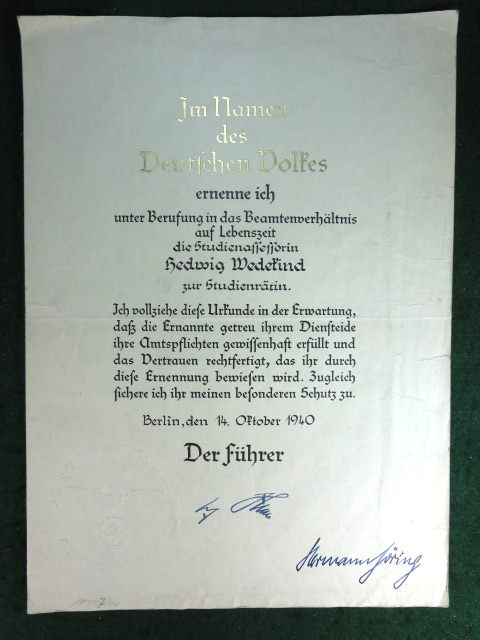 Im Namen
des
Deutschen Volkes
ernenne ich
unter Berufung in das Beamtenverhältnis
auf Lebenszeit
die Studienassessorin
Hedwig Wedekind
zur Studienrätin.
Ich vollziehe diese Urkunde in der Erwartung,
daß die Ernannte getreu ihrem Diensteide
ihre Amtspflichten gewissenhaft erfüllt und
das Vertrauen rechtfertigt, das ihr durch
diese Ernennung bewiesen wird. Zugleich
sichere ich ihr meinen besonderen Schutz zu.
Berlin, den 14. Oktober 1940
Der Führer
Hermann Göring